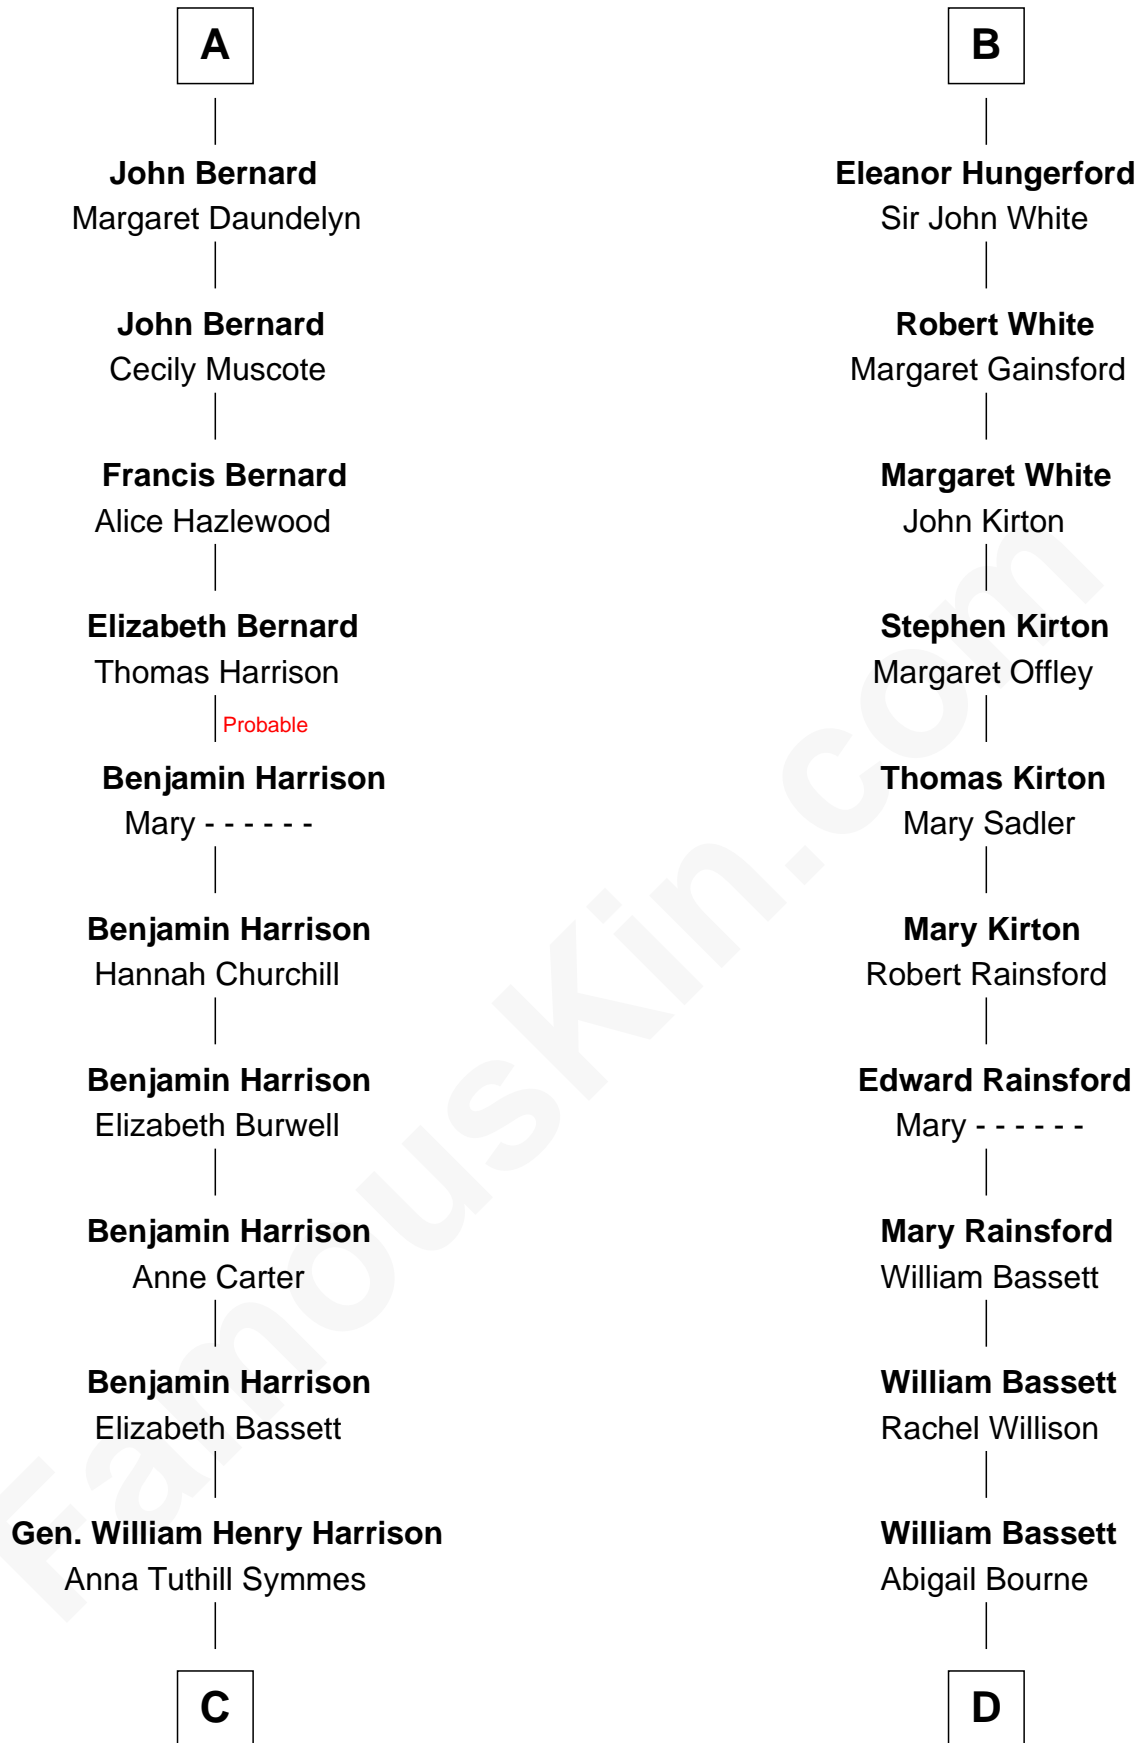 A
John Bernard
Margaret Daundelyn
John Bernard
Cecily Muscote
Francis Bernard
Alice Hazlewood
Elizabeth Bernard
Thomas Harrison
Probable
Benjamin Harrison
Mary - - - - - -
Benjamin Harrison
Hannah Churchill
Benjamin Harrison
Elizabeth Burwell
Benjamin Harrison
Anne Carter
Benjamin Harrison
Elizabeth Bassett
Gen. William Henry Harrison
Anna Tuthill Symmes
C
B
Eleanor Hungerford
Sir John White
Robert White
Margaret Gainsford
Margaret White
John Kirton
Stephen Kirton
Margaret Offley
Thomas Kirton
Mary Sadler
Mary Kirton
Robert Rainsford
Edward Rainsford
Mary - - - - - -
Mary Rainsford
William Bassett
William Bassett
Rachel Willison
William Bassett
Abigail Bourne
D
FamousKin.com